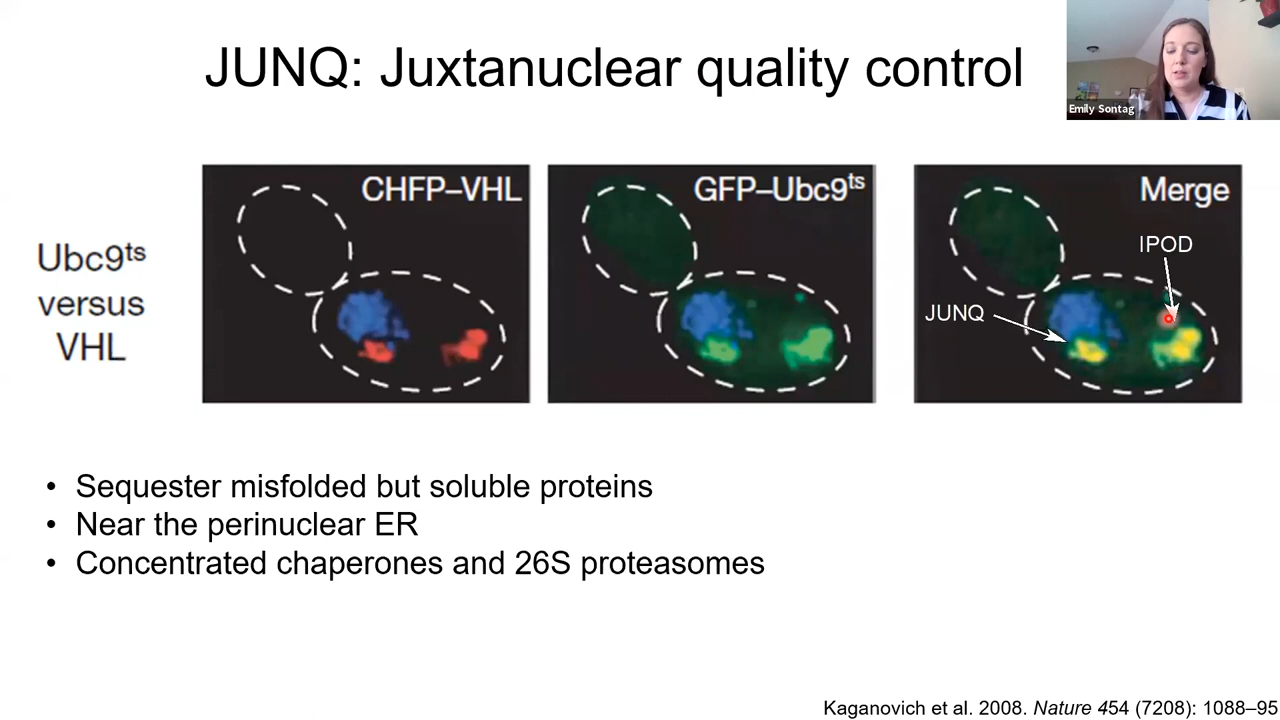 JUNQ: Juxtanuclear quality control
Emily Sontag
Ubc9ts
versus
VHL
CHFP–VHL
GFP–Ubc9ts
Merge
IPOD
JUNQ
• Sequester misfolded but soluble proteins
• Near the perinuclear ER
• Concentrated chaperones and 26S proteasomes
Kaganovich et al. 2008. Nature 454 (7208): 1088–95